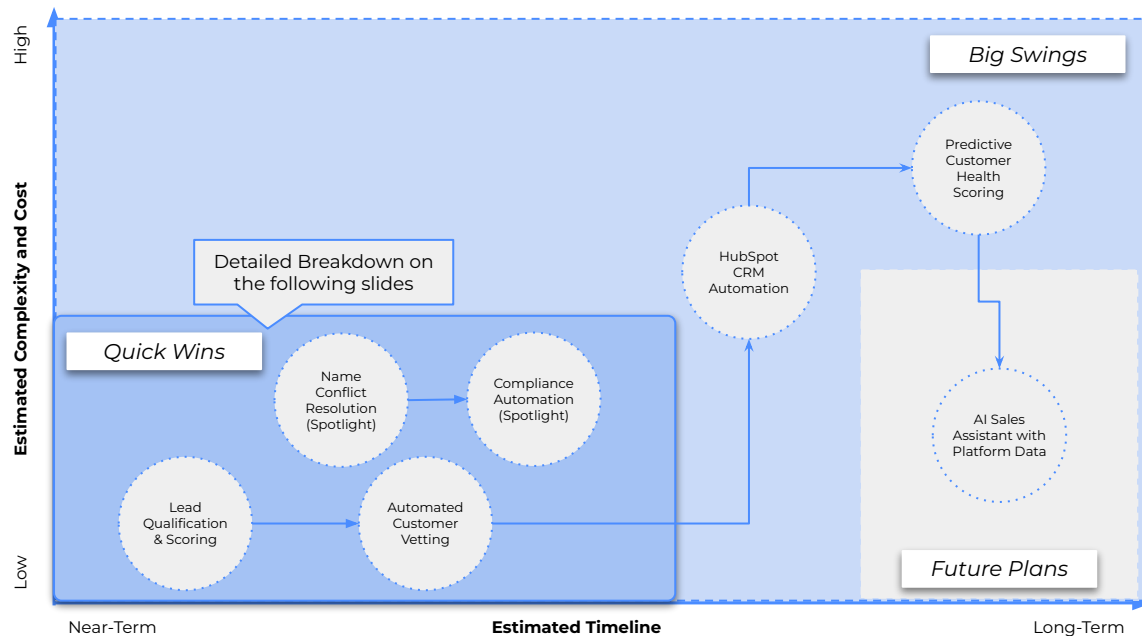 High
Big Swings
Predictive
Customer
Health
Scoring
Estimated Complexity and Cost
HubSpot
CRM
Automation
Detailed Breakdown on
the following slides
Quick Wins
Name
Conflict
Resolution
(Spotlight)
Compliance
Automation
(Spotlight)
AI Sales
Assistant with
Platform Data
Lead
Qualification
& Scoring
Automated
Customer
Vetting
Low
Future Plans
Near-Term
Estimated Timeline
Long-Term